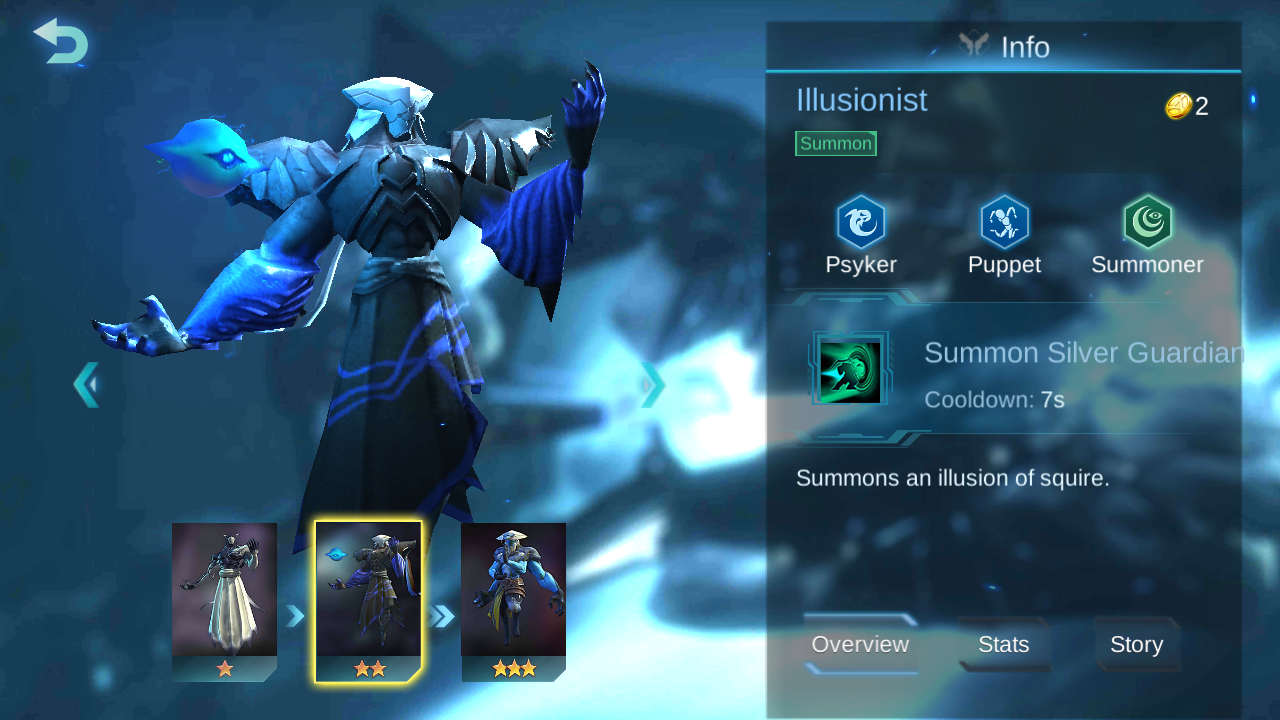 Info
Illusionist
2
Summon
Psyker
Puppet
Summoner
Summon Silver Guardian
Cooldown: 7s
Summons an illusion of squire.
Overview
Stats
Story